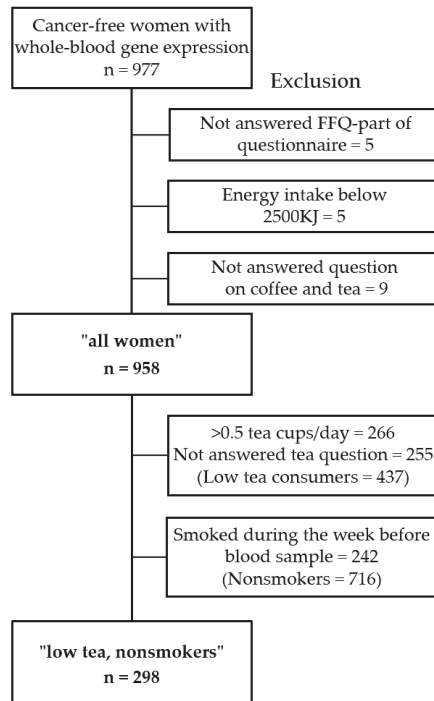 Cancer-free women with
whole-blood gene expression
n = 977
Exclusion
Not answered FFQ-part of
questionnaire = 5
Energy intake below
2500KJ = 5
Not answered question
on coffee and tea = 9
"all women"
n = 958
>0.5 tea cups/day = 266
Not answered tea question = 255
(Low tea consumers = 437)
Smoked during the week before
blood sample = 242
(Nonsmokers = 716)
"low tea, nonsmokers"
n = 298